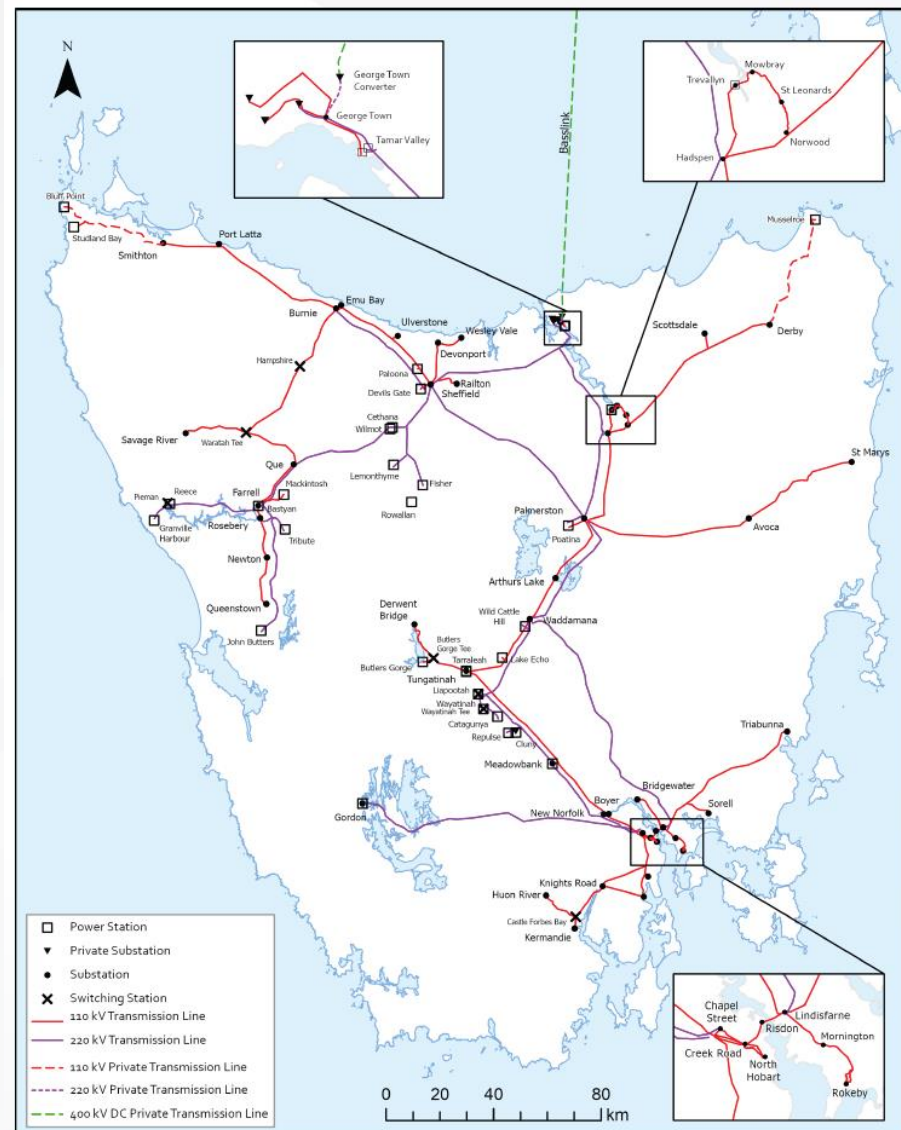 N
George Town
Converter
George Town
Tamar Valley
Basslink
Mowbray
Trevallyn
St Leonards
Norwood
Hadspen
Bluff Point
Studland Bay
Smithton
Port Latta
Musselroe
Burnie
Emu Bay
Ulverstone
Wesley Vale
Devonport
Scottsdale
Derby
Hampshire
Paloona
Devils Gate
Railton
Sheffield
Savage River
Waratah Tee
Cethana
Wilmot
Que
Lemonthyme
Fisher
St Marys
Mackintosh
Farrell
Bastyan
Pieman
Reece
Rowallan
Palmerston
Granville
Harbour
Rosebery
Tribute
Poatina
Avoca
Newton
Arthurs Lake
Queenstown
Derwent
Bridge
Wild Cattle
Hill
Waddamana
John Butters
Butlers
Gorge Tee
Butlers Gorge
Tarraleah
Lake Echo
Tungatinah
Liapootah
Wayatinah
Wayatinah Tee
Catagunya
Repulse
Cluny
Triabunna
Meadowbank
Bridgewater
Boyer
Sorell
New Norfolk
Gordon
Knights Road
Huon River
Castle Forbes Bay
Kermandie
Power Station
Private Substation
Substation
Switching Station
110 kV Transmission Line
220 kV Transmission Line
110 kV Private Transmission Line
220 kV Private Transmission Line
400 kV DC Private Transmission Line
0 20 40 60 80
km
Chapel
Street
Lindisfarne
Risdon
Mornington
Creek Road
North
Hobart
Rokeby